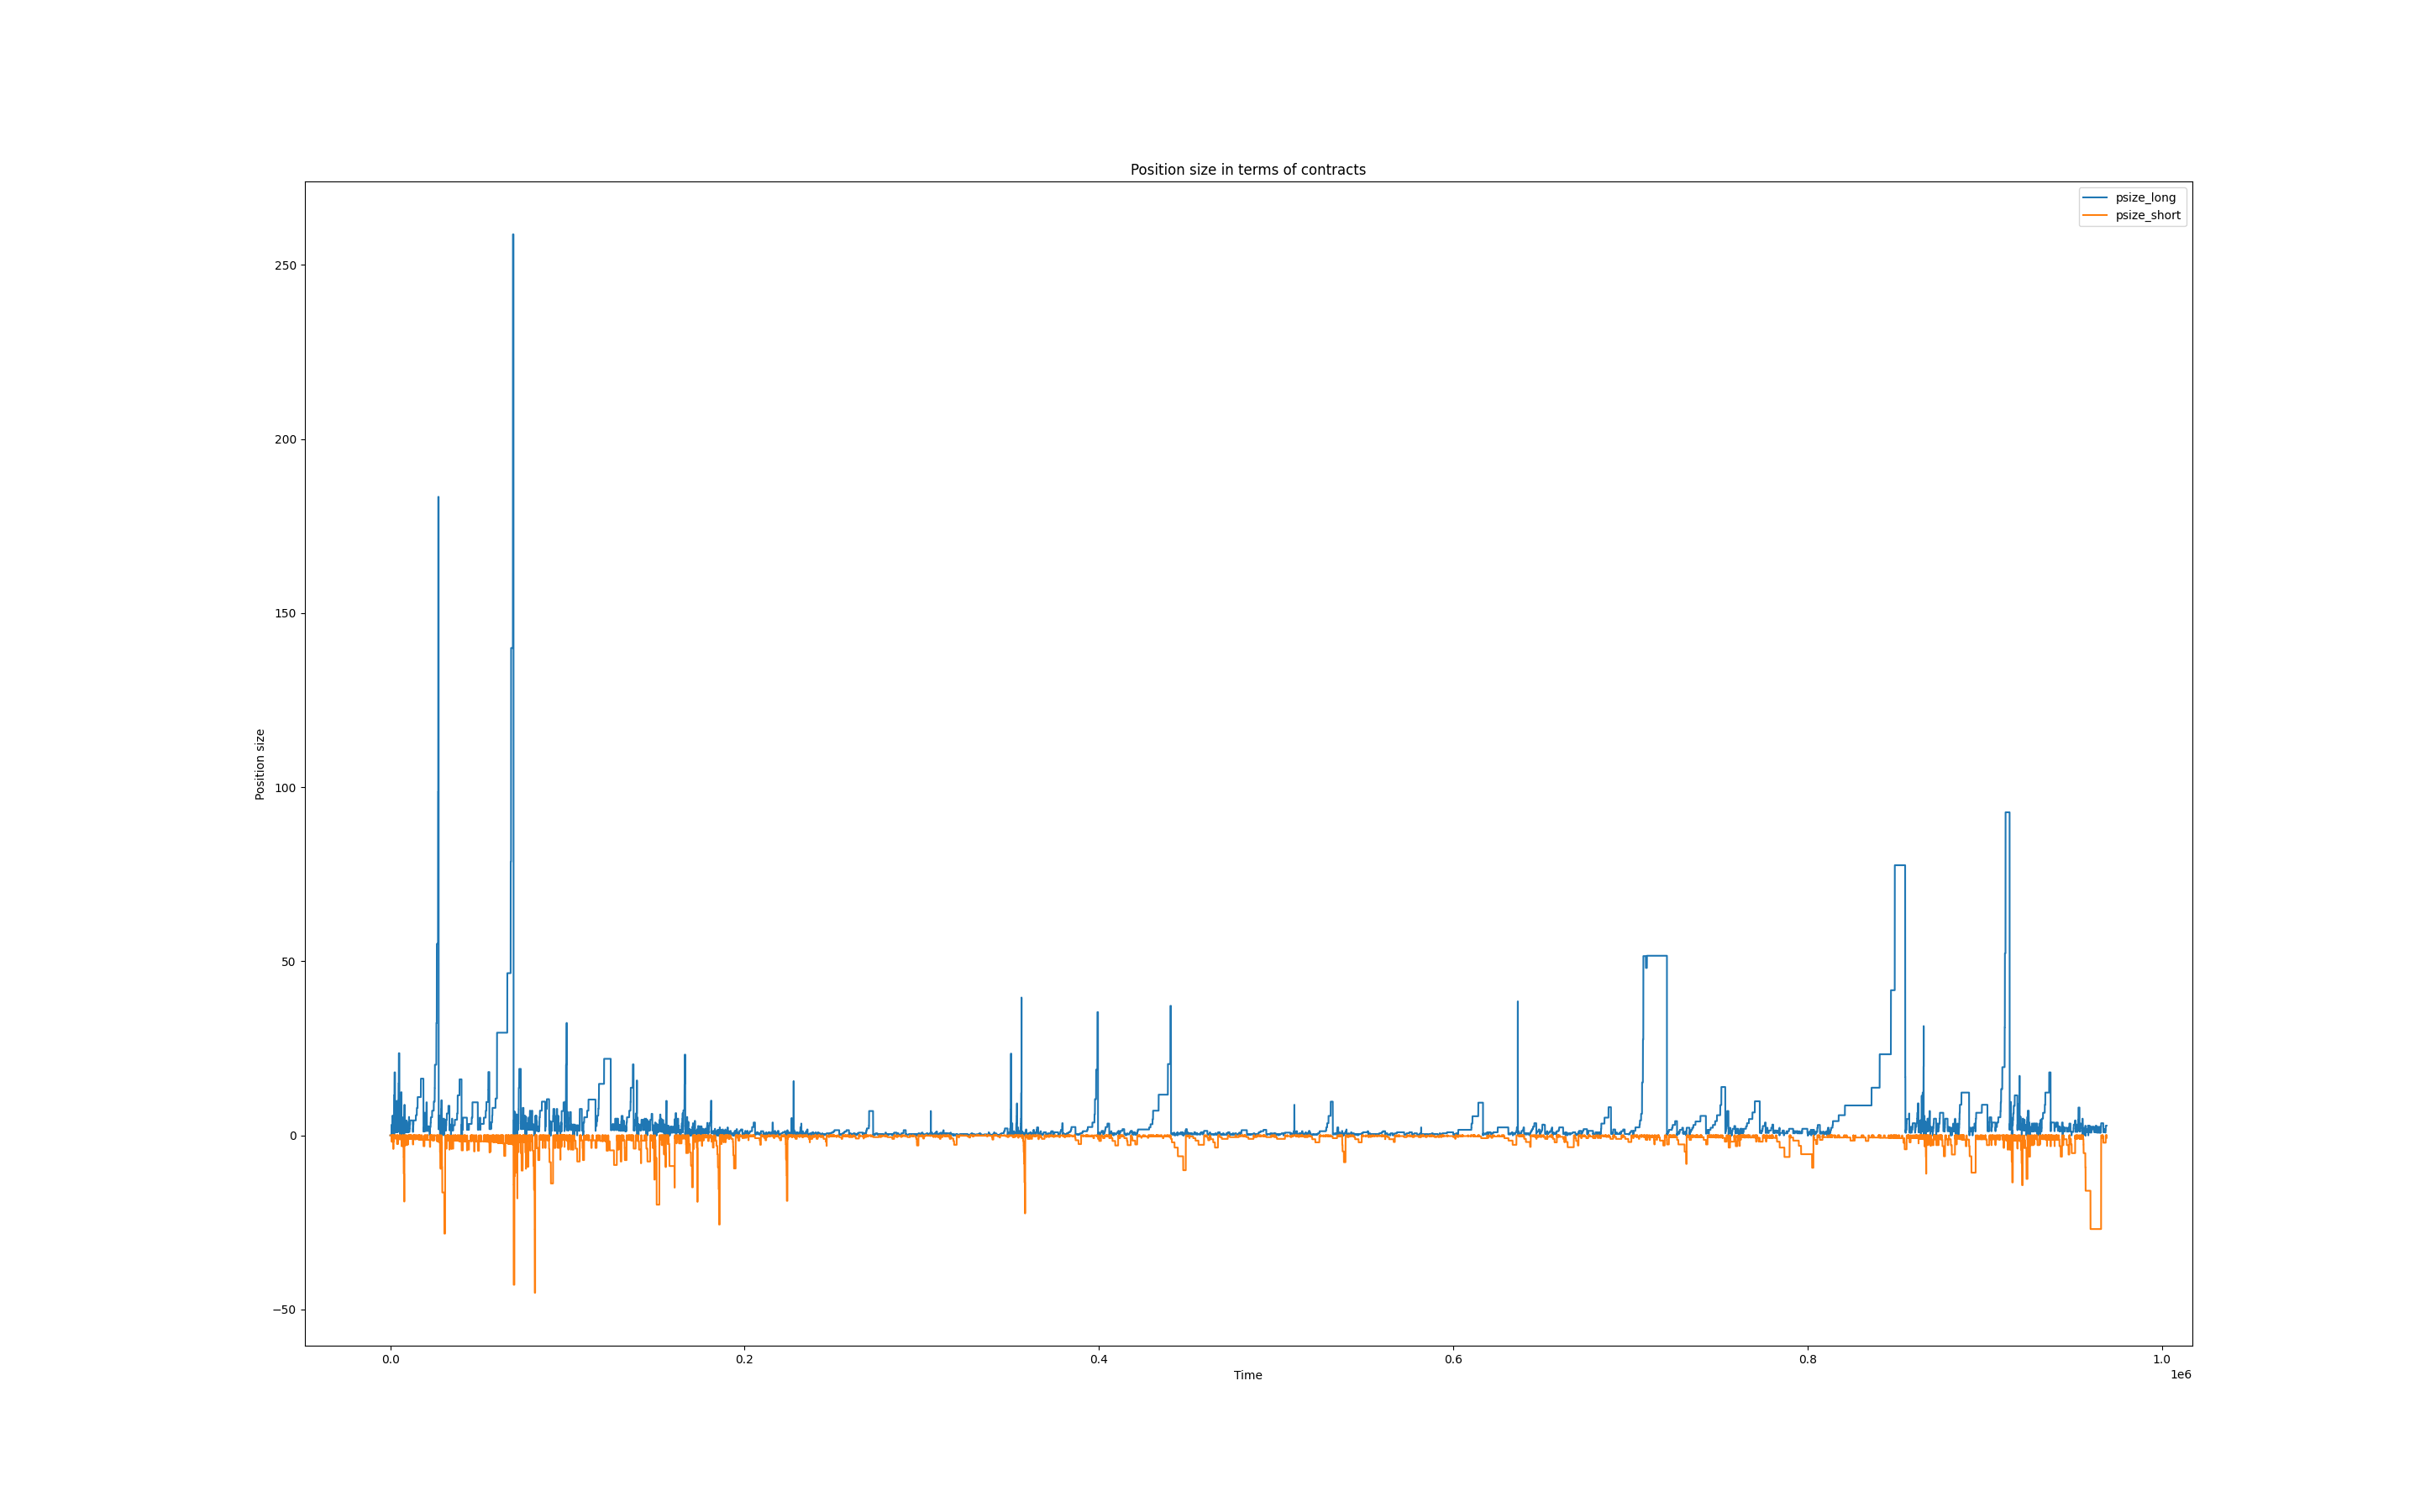 Position size in terms of contracts
psize_long
psize_short
Position size
250
200
150
100
50
0
−50
0.0
0.2
0.4
0.6
0.8
1.0
1e6
Time